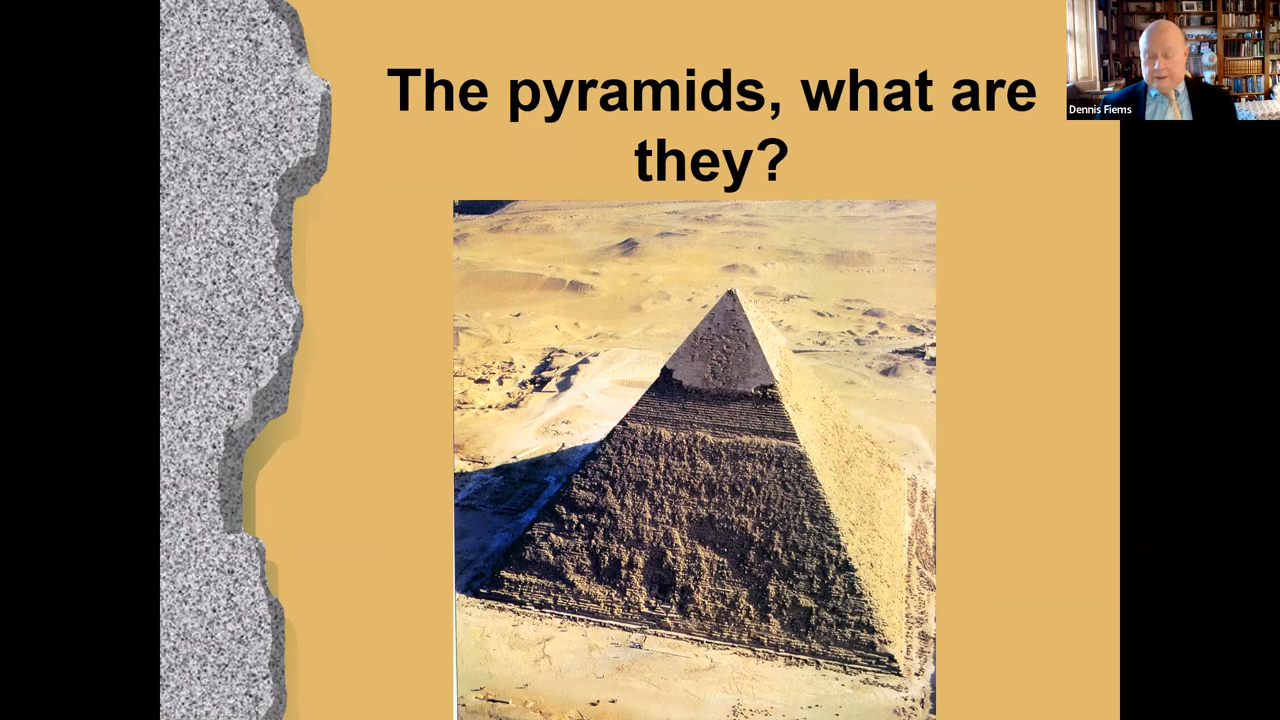 The pyramids, what are
they?
Dennis Fiems